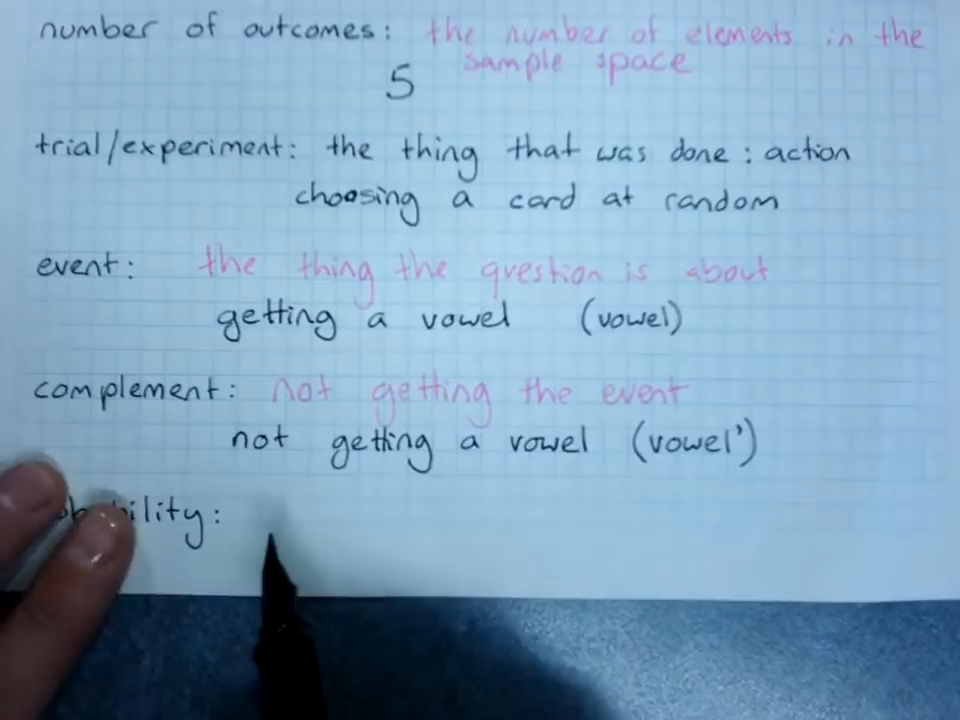 number of outcomes: the number of elements in the
sample space
5
trial/experiment: the thing that was done: action
choosing a card at random
event: the thing the question is about
getting a vowel (vowel)
complement: not getting the event
not getting a vowel (vowel')